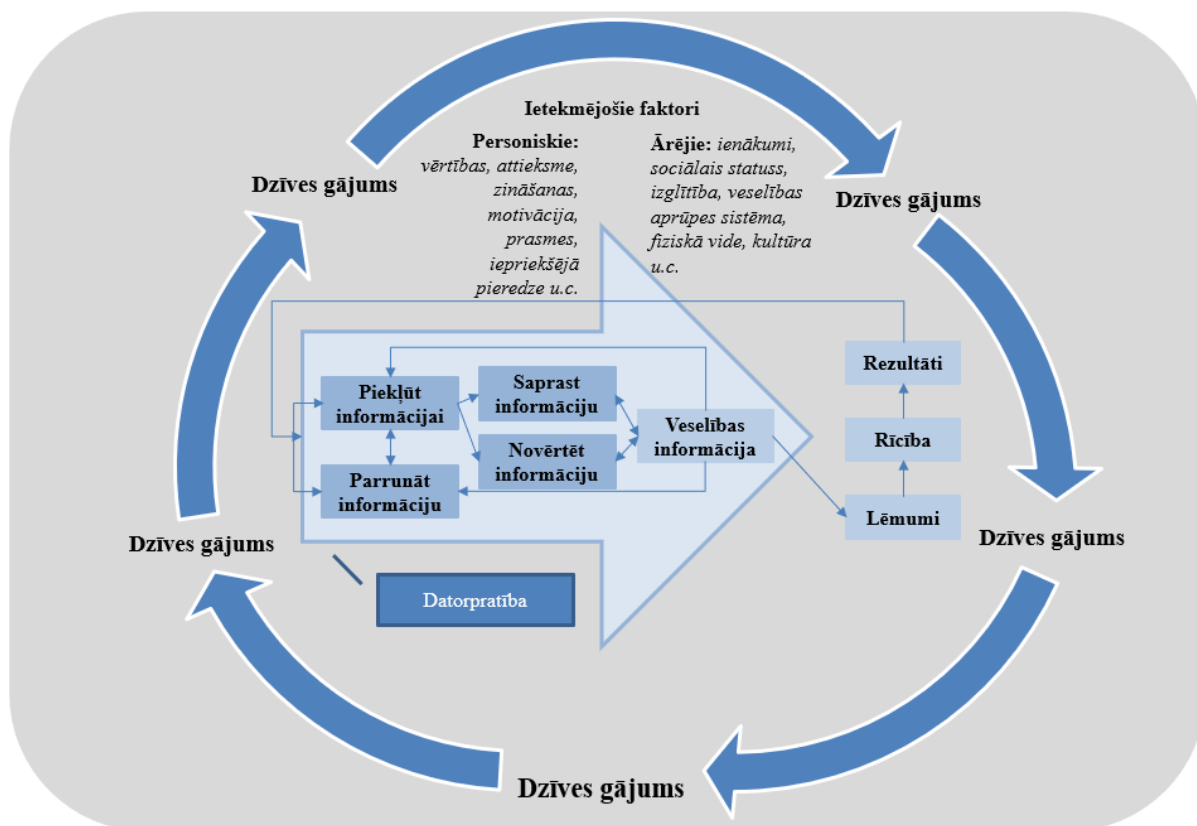 Ietekmējošie faktori
Personiskie:
vērtības, attieksme,
zināšanas,
motivācija,
prasmes,
iepriekšējā
pieredze u.c.
Ārējie: ienākumi,
sociālais statuss,
izglītība, veselības
aprūpes sistēma,
fiziskā vide, kultūra
u.c.
Dzīves gājums
Dzīves gājums
Piekļūt
informācijai
Saprast
informāciju
Novērtēt
informāciju
Parrunāt
informāciju
Veselības
informācija
Rezultāti
Rīcība
Lēmumi
Dzīves gājums
Dzīves gājums
Datorpratība
Dzīves gājums